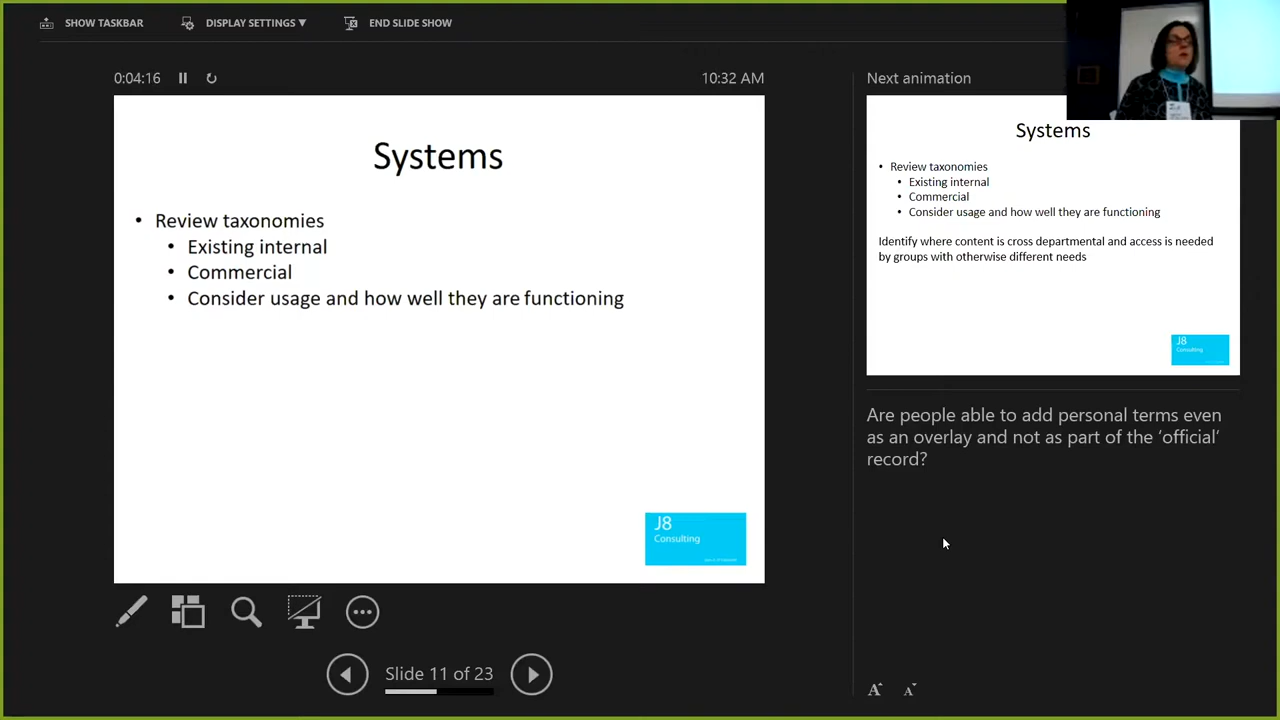 SHOW TASKBAR
DISPLAY SETTINGS ▼
END SLIDE SHOW
0:04:16
10:32 AM
Systems
• Review taxonomies
• Existing internal
• Commercial
• Consider usage and how well they are functioning
J8
Consulting
Slide 11 of 23
Next animation
Systems
• Review taxonomies
• Existing internal
• Commercial
• Consider usage and how well they are functioning
Identify where content is cross departmental and access is needed
by groups with otherwise different needs
J8
Consulting
Are people able to add personal terms even
as an overlay and not as part of the ‘official’
record?
A
A